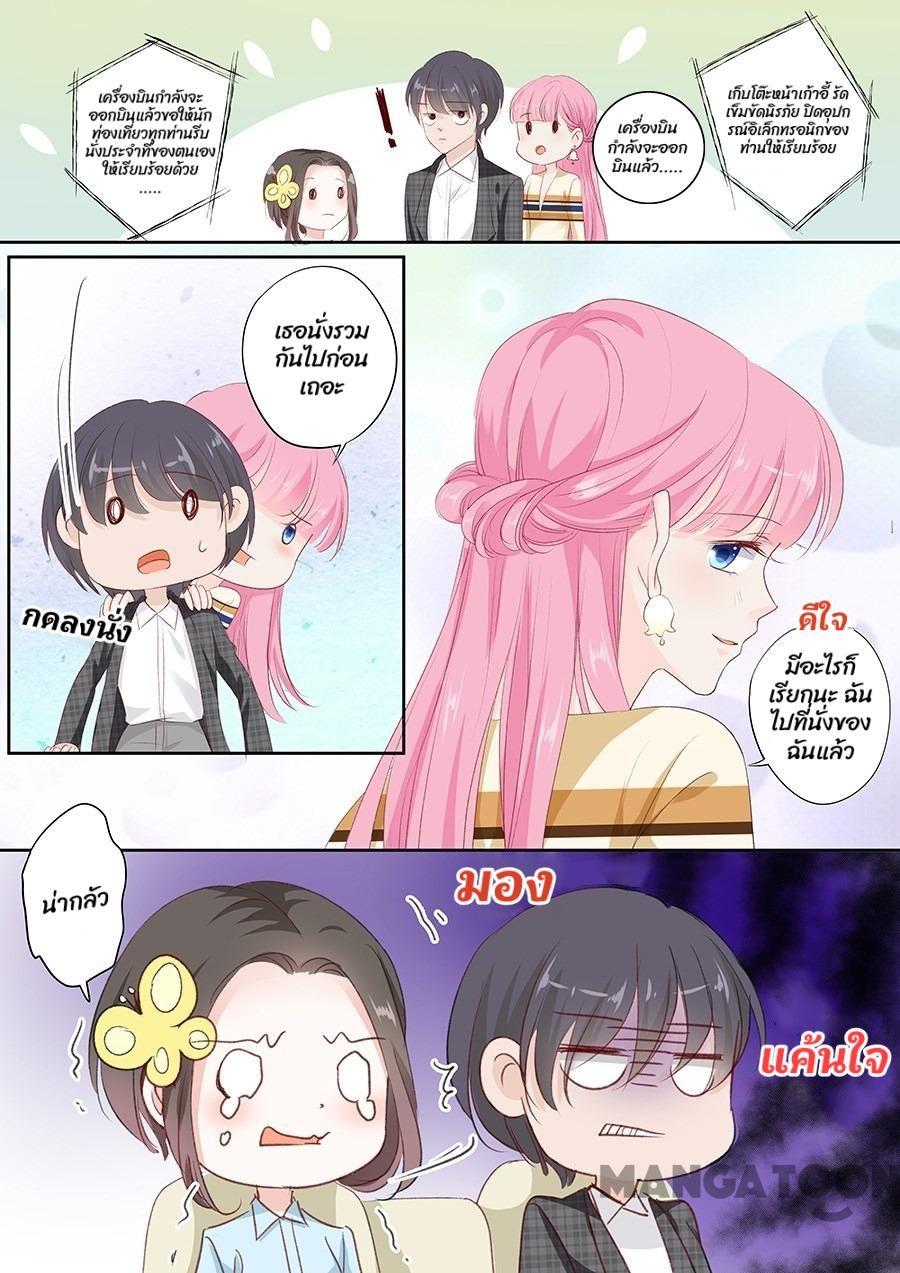 เครื่องบินกำลังจะ
ออกบินแล้วขอให้นัก
ท่องเที่ยวทุกท่านรีบ
นั่งประจำที่ของตนเอง
ให้เรียบร้อยด้วย
.....
!
เครื่องบิน
กำลังจะออก
บินแล้ว.....
เก็บโต๊ะหน้าเก้าอี้ รัด
เข็มขัดนิรภัย ปิดอุปก
รณ์อิเล็กทรอนิกของ
ท่านให้เรียบร้อย
เธอนั่งรวม
กันไปก่อน
เถอะ
กดลงนั่ง
ดีใจ
มีอะไรก็
เรียกนะ ฉัน
ไปที่นั่งของ
ฉันแล้ว
น่ากลัว
มอง
แค้นใจ
MANGATOON